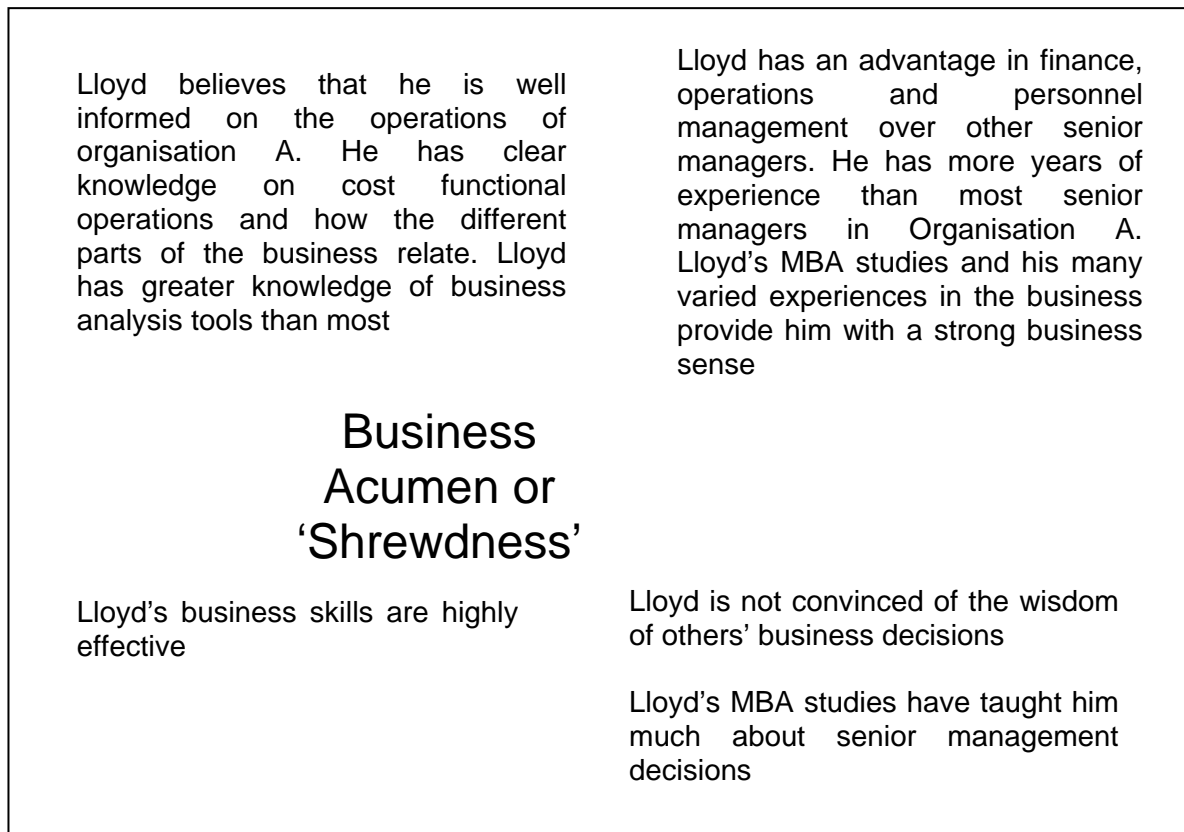 Lloyd believes that he is well
informed on the operations of
organisation A. He has clear
knowledge on cost functional
operations and how the different
parts of the business relate. Lloyd
has greater knowledge of business
analysis tools than most
Lloyd has an advantage in finance,
operations and personnel
management over other senior
managers. He has more years of
experience than most senior
managers in Organisation A.
Lloyd’s MBA studies and his many
varied experiences in the business
provide him with a strong business
sense
Business
Acumen or
‘Shrewdness’
Lloyd’s business skills are highly
effective
Lloyd is not convinced of the wisdom
of others’ business decisions
Lloyd’s MBA studies have taught him
much about senior management
decisions